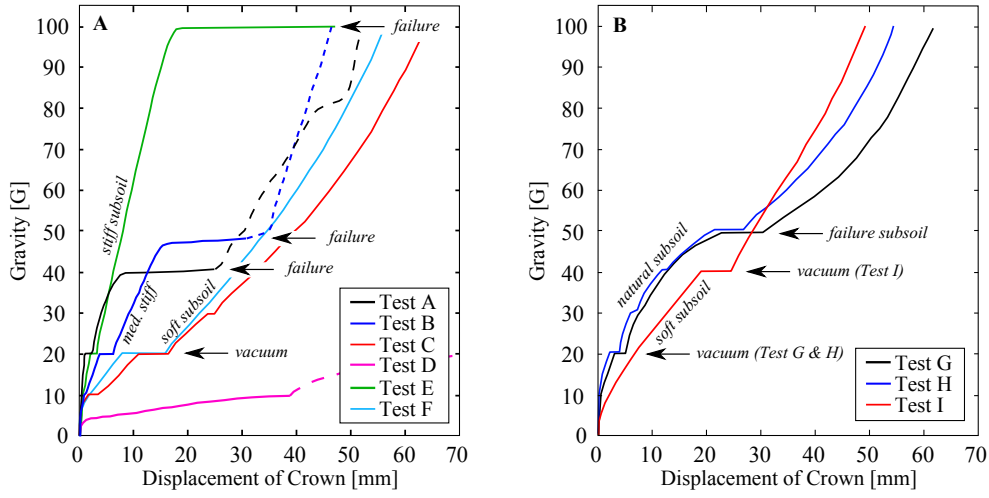 A
failure
100
90
80
70
60
50
40
30
20
10
0
Gravity [G]
stiff subsoil
med. stiff
soft subsoil
failure
failure
vacuum
Test A
Test B
Test C
Test D
Test E
Test F
0 10 20 30 40 50 60 70
Displacement of Crown [mm]
B
100
90
80
70
60
50
40
30
20
10
0
Gravity [G]
natural subsoil
soft subsoil
failure subsoil
vacuum (Test I)
vacuum (Test G & H)
Test G
Test H
Test I
0 10 20 30 40 50 60 70
Displacement of Crown [mm]